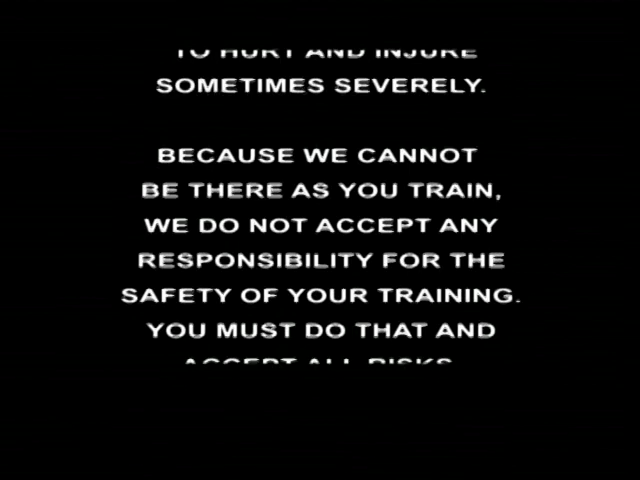 TO HURT AND INJURE
SOMETIMES SEVERELY.
BECAUSE WE CANNOT
BE THERE AS YOU TRAIN,
WE DO NOT ACCEPT ANY
RESPONSIBILITY FOR THE
SAFETY OF YOUR TRAINING.
YOU MUST DO THAT AND
ACCEPT ALL RISKS